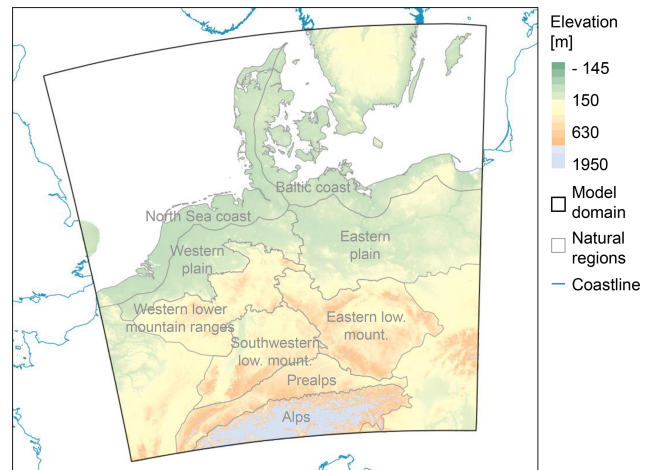 Elevation
[m]
- 145
150
630
1950
Model
domain
Natural
regions
Coastline
Baltic coast
North Sea coast
Western
plain
Eastern
plain
Western lower
mountain ranges
Eastern low.
mount.
Southwestern
low. mount.
Prealps
Alps